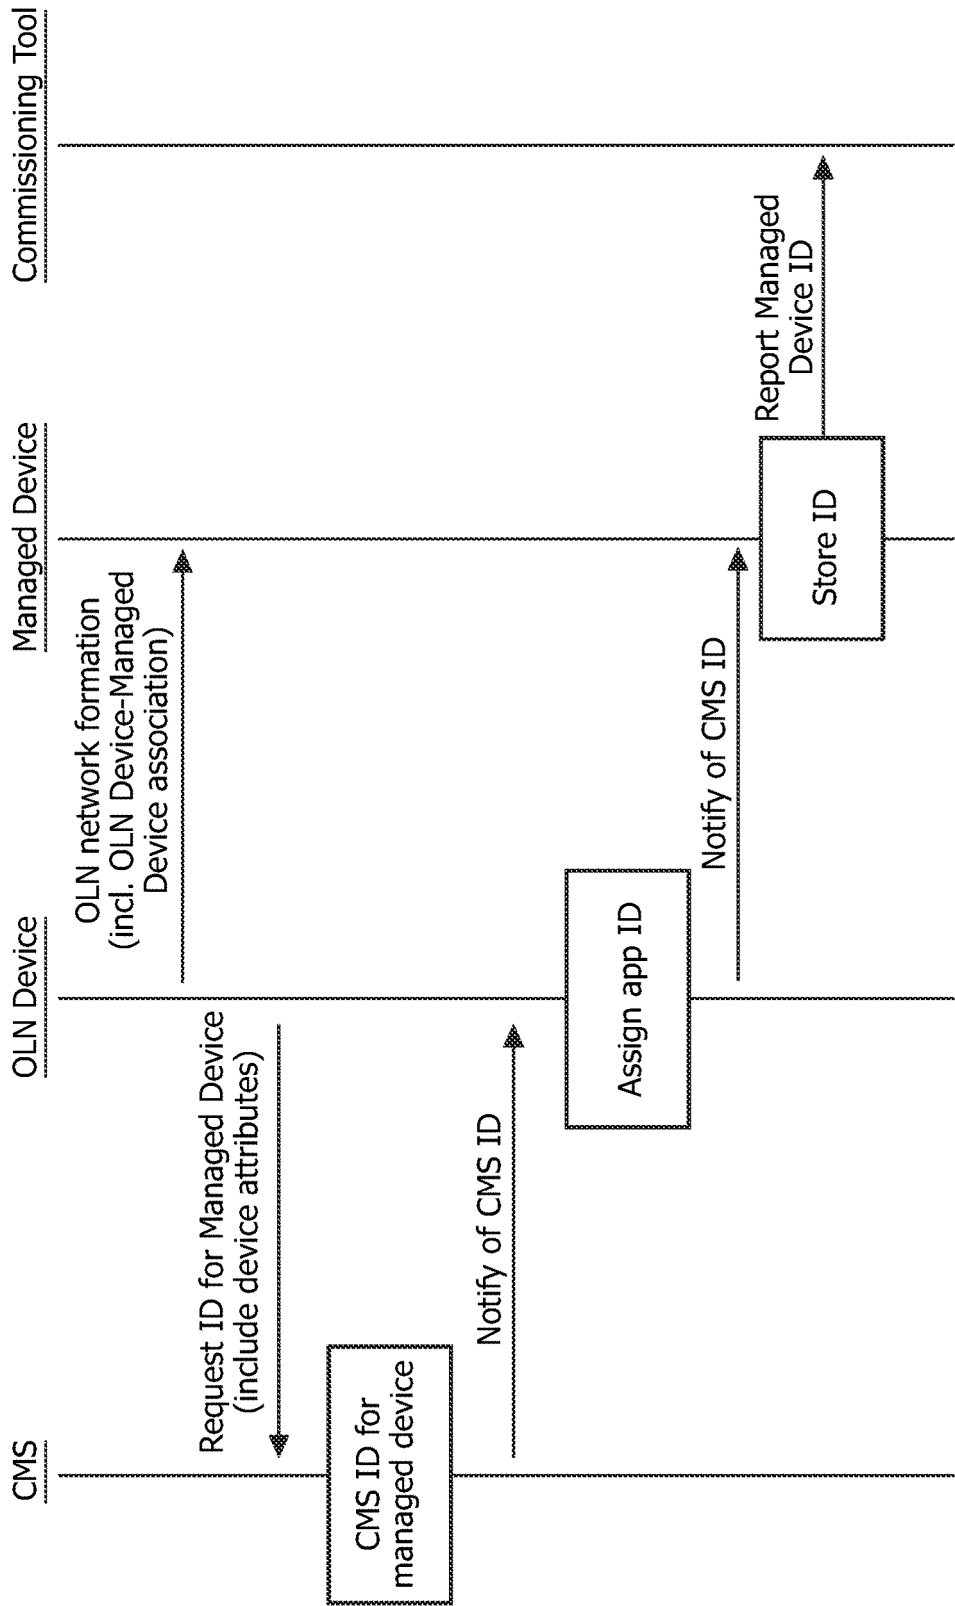 CMS
OLN Device
Managed Device
Commissioning Tool
OLN network formation
(incl. OLN Device-Managed
Device association)
Request ID for Managed Device
(include device attributes)
CMS ID for
managed device
Notify of CMS ID
Assign app ID
Notify of CMS ID
Store ID
Report Managed
Device ID